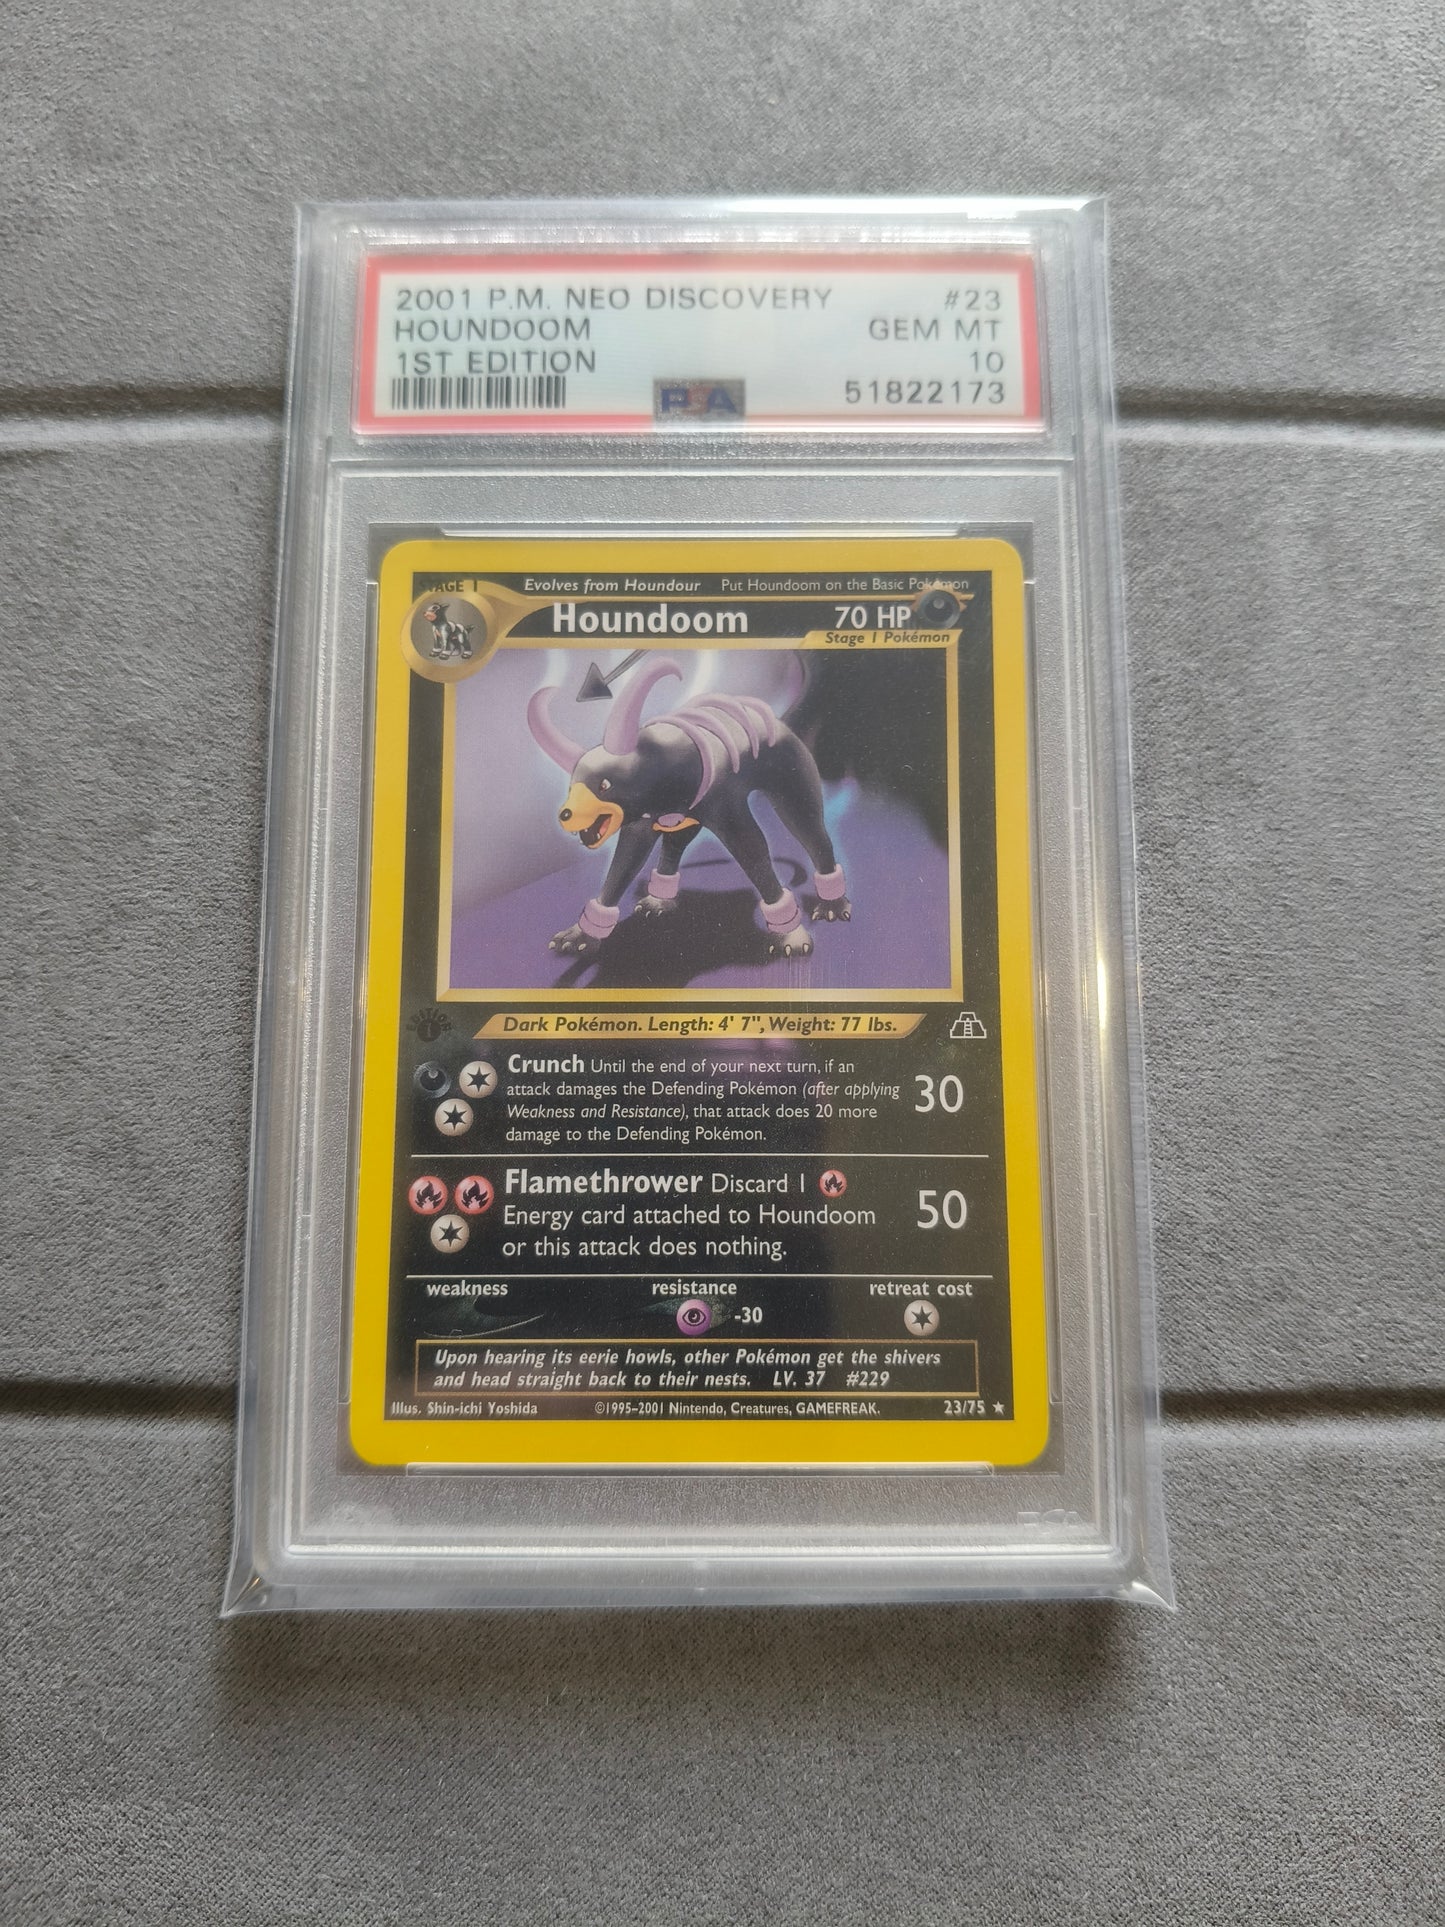 2001 P.M. NEO DISCOVERY #23
HOUNDOOM GEM MT
1ST EDITION 10
PSA 51822173
STAGE 1 Evolves from Houndour Put Houndoom on the Basic Pokémon
Houndoom 70 HP
Stage 1 Pokémon
EDITION
1
Dark Pokémon. Length: 4' 7", Weight: 77 lbs.
Crunch Until the end of your next turn, if an
attack damages the Defending Pokémon (after applying
Weakness and Resistance), that attack does 20 more
damage to the Defending Pokémon.
30
Flamethrower Discard 1
Energy card attached to Houndoom
or this attack does nothing.
50
weakness resistance retreat cost
-30
Upon hearing its eerie howls, other Pokémon get the shivers
and head straight back to their nests. LV. 37 #229
Illus. Shin-ichi Yoshida ©1995–2001 Nintendo, Creatures, GAMEFREAK. 23/75 ★
PSA